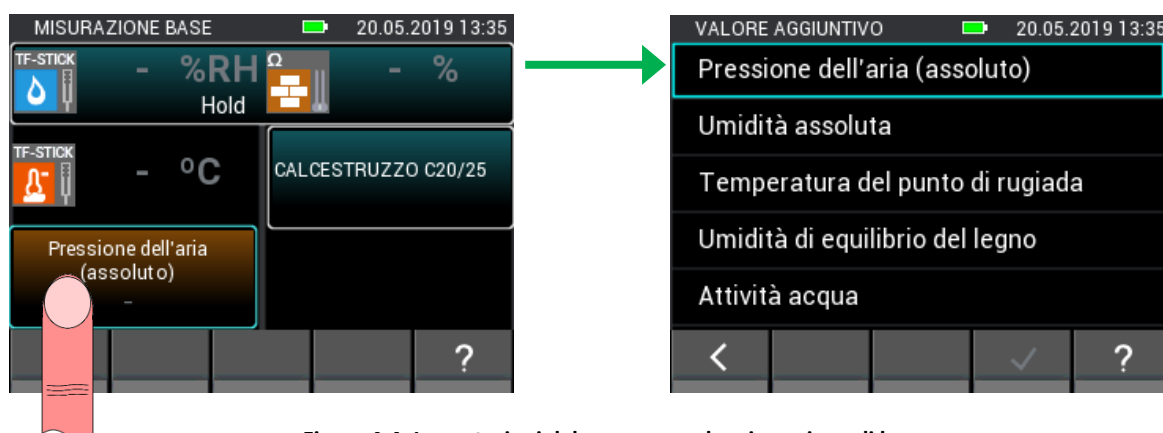 MISURAZIONE BASE 20.05.2019 13:35
TF-STICK - %RH Hold
Ω - %
TF-STICK - ºC
CALCESTRUZZO C20/25
Pressione dell'aria
(assoluto)
-
?
VALORE AGGIUNTIVO 20.05.2019 13:35
Pressione dell'aria (assoluto)
Umidità assoluta
Temperatura del punto di rugiada
Umidità di equilibrio del legno
Attività acqua
?